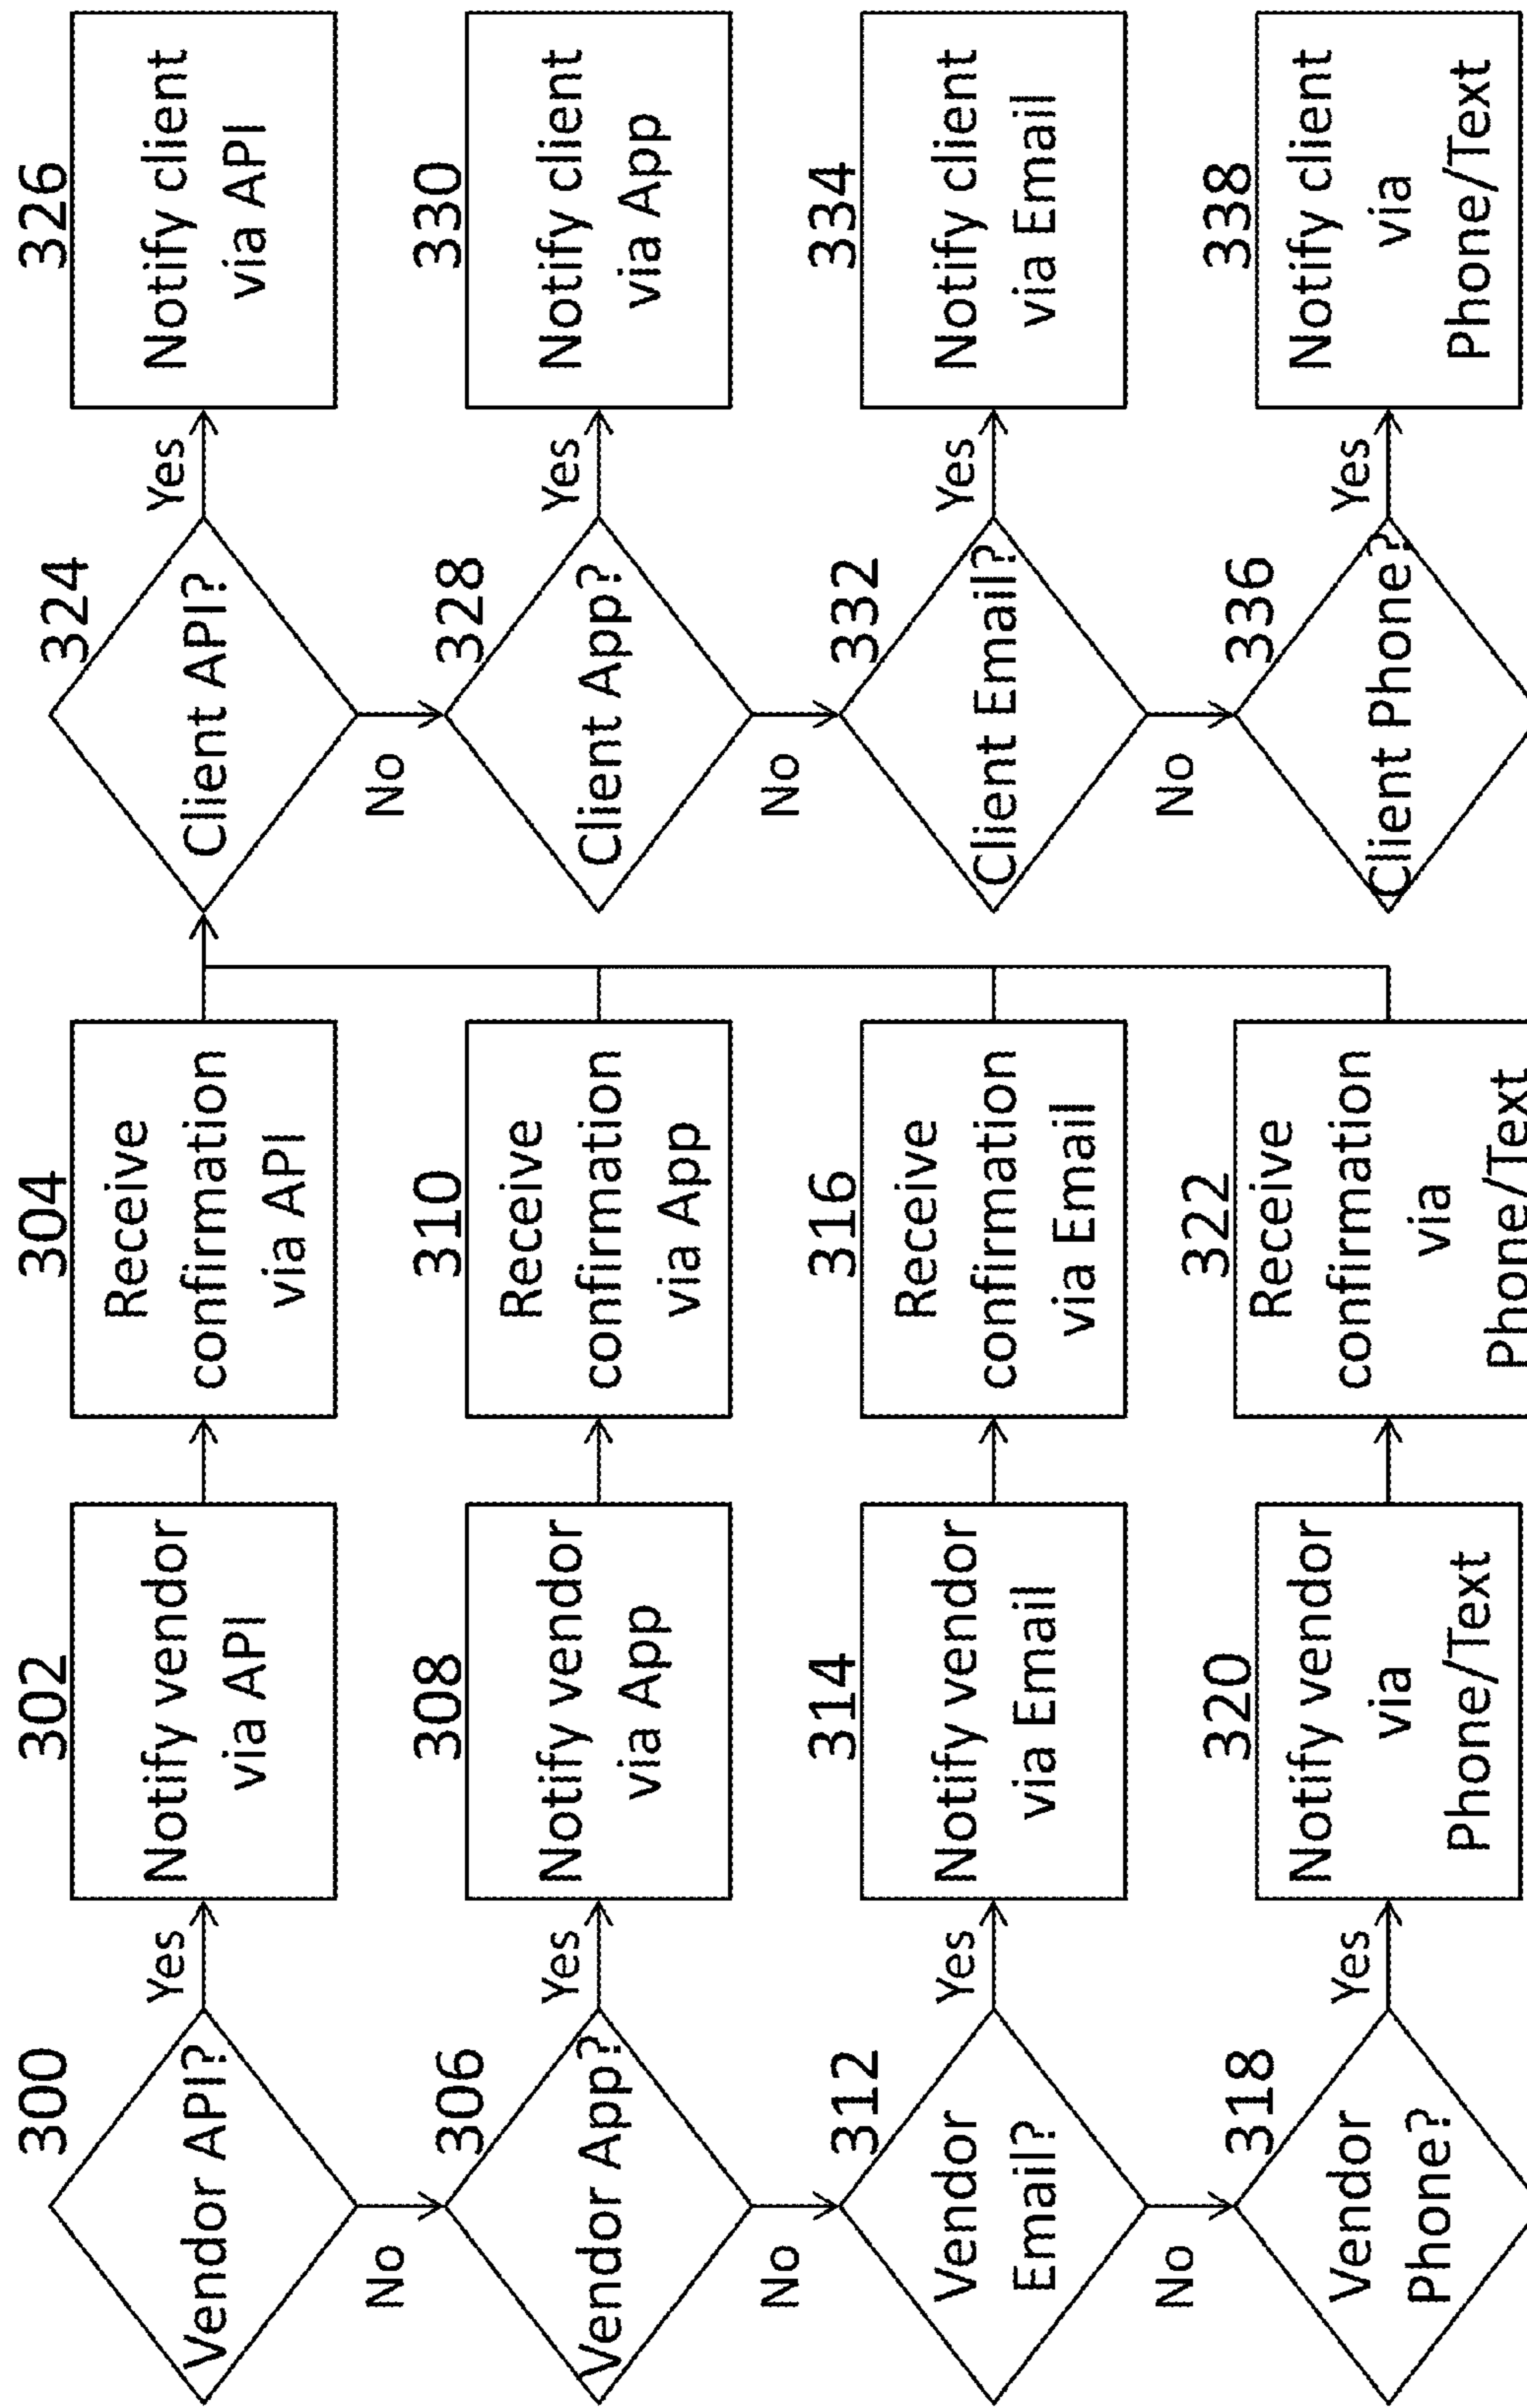 300
Vendor API?
Yes
No
302
Notify vendor
via API
304
Receive
confirmation
via API
324
Client API?
Yes
No
326
Notify client
via API
306
Vendor App?
Yes
No
308
Notify vendor
via App
310
Receive
confirmation
via App
328
Client App?
Yes
No
330
Notify client
via App
312
Vendor
Email?
Yes
No
314
Notify vendor
via Email
316
Receive
confirmation
via Email
332
Client Email?
Yes
No
334
Notify client
via Email
318
Vendor
Phone?
Yes
320
Notify vendor
via
Phone/Text
322
Receive
confirmation
via
Phone/Text
336
Client Phone?
Yes
338
Notify client
via
Phone/Text